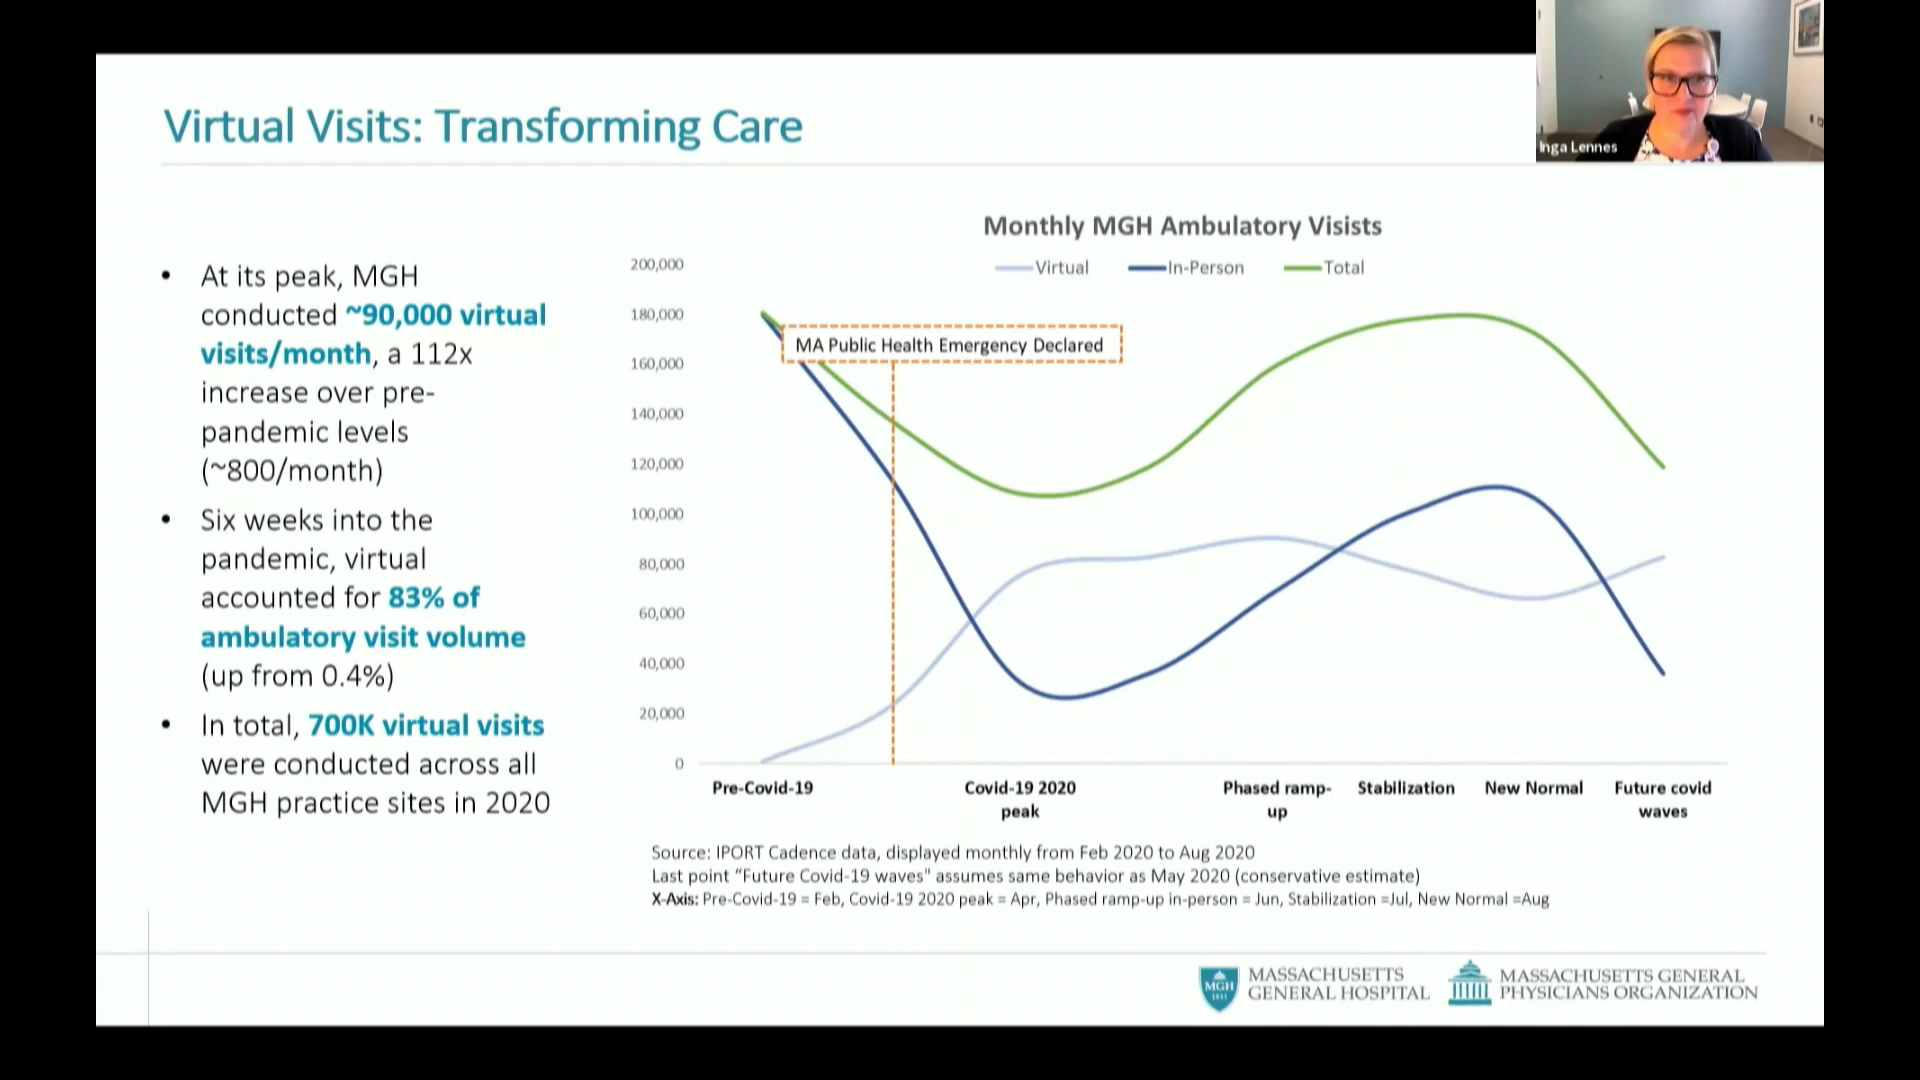 Virtual Visits: Transforming Care
Inga Lennes
• At its peak, MGH
conducted ~90,000 virtual
visits/month, a 112x
increase over pre-
pandemic levels
(~800/month)
• Six weeks into the
pandemic, virtual
accounted for 83% of
ambulatory visit volume
(up from 0.4%)
• In total, 700K virtual visits
were conducted across all
MGH practice sites in 2020
Monthly MGH Ambulatory Visists
Virtual In-Person Total
200,000
180,000
160,000
140,000
120,000
100,000
80,000
60,000
40,000
20,000
0
MA Public Health Emergency Declared
Pre-Covid-19
Covid-19 2020
peak
Phased ramp-
up
Stabilization
New Normal
Future covid
waves
Source: IPORT Cadence data, displayed monthly from Feb 2020 to Aug 2020
Last point "Future Covid-19 waves" assumes same behavior as May 2020 (conservative estimate)
X-Axis: Pre-Covid-19 = Feb, Covid-19 2020 peak = Apr, Phased ramp-up in-person = Jun, Stabilization =Jul, New Normal =Aug
MGH
1811
MASSACHUSETTS
GENERAL HOSPITAL
MASSACHUSETTS GENERAL
PHYSICIANS ORGANIZATION